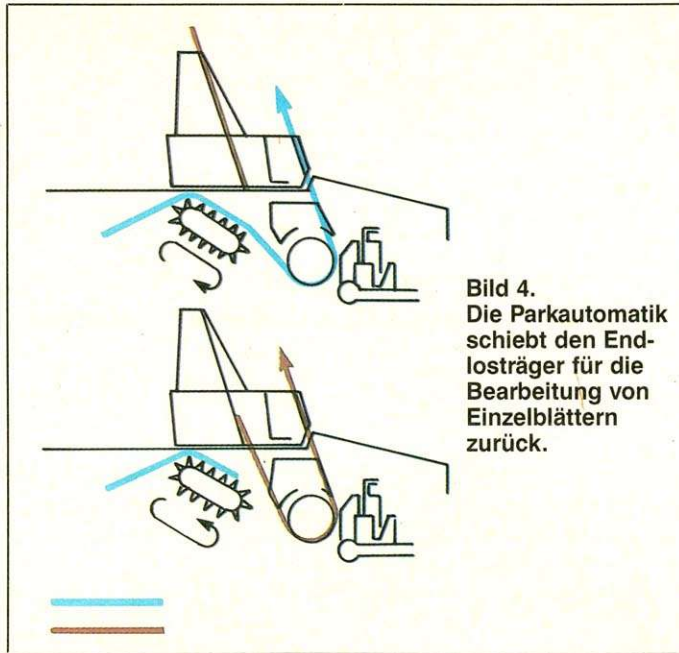 Bild 4.
Die Parkautomatik
schiebt den End-
losträger für die
Bearbeitung von
Einzelblättern
zurück.